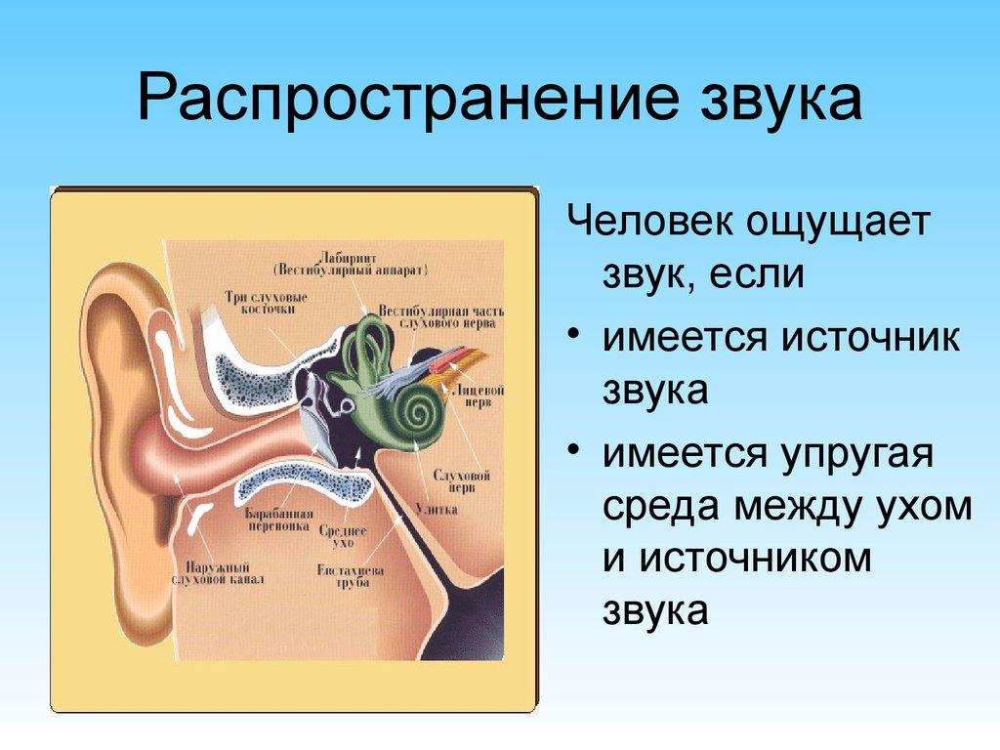 Распространение звука
Лабиринт
(Вестибулярный аппарат)
Три слуховые
косточки
Вестибулярная часть
слухового нерва
Лицевой
нерв
Слуховой
нерв
Улитка
Барабанная
перепонка
Среднее
ухо
Наружный
слуховой канал
Евстахиева
труба
Человек ощущает
звук, если
• имеется источник
звука
• имеется упругая
среда между ухом
и источником
звука